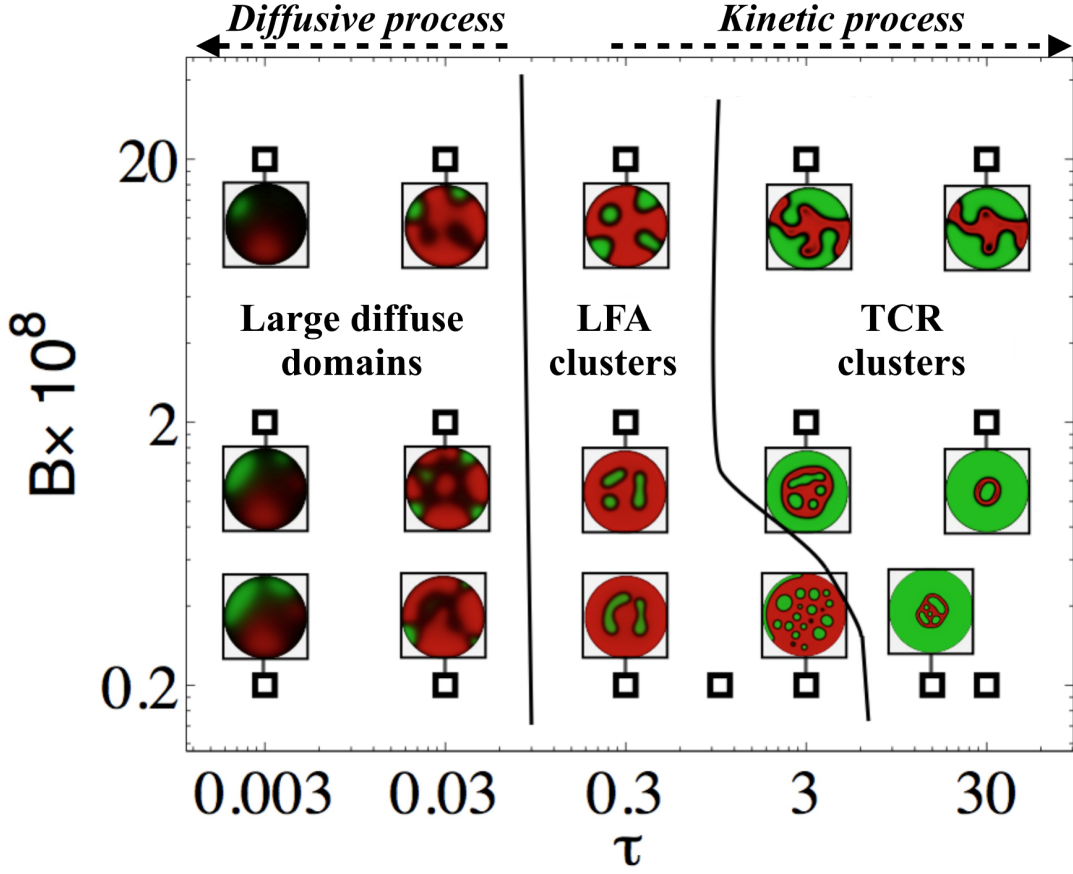 Diffusive process
Kinetic process
20
Large diffuse
domains
LFA
clusters
TCR
clusters
B× 10⁸
2
0.2
0.003
0.03
0.3
3
30
τ